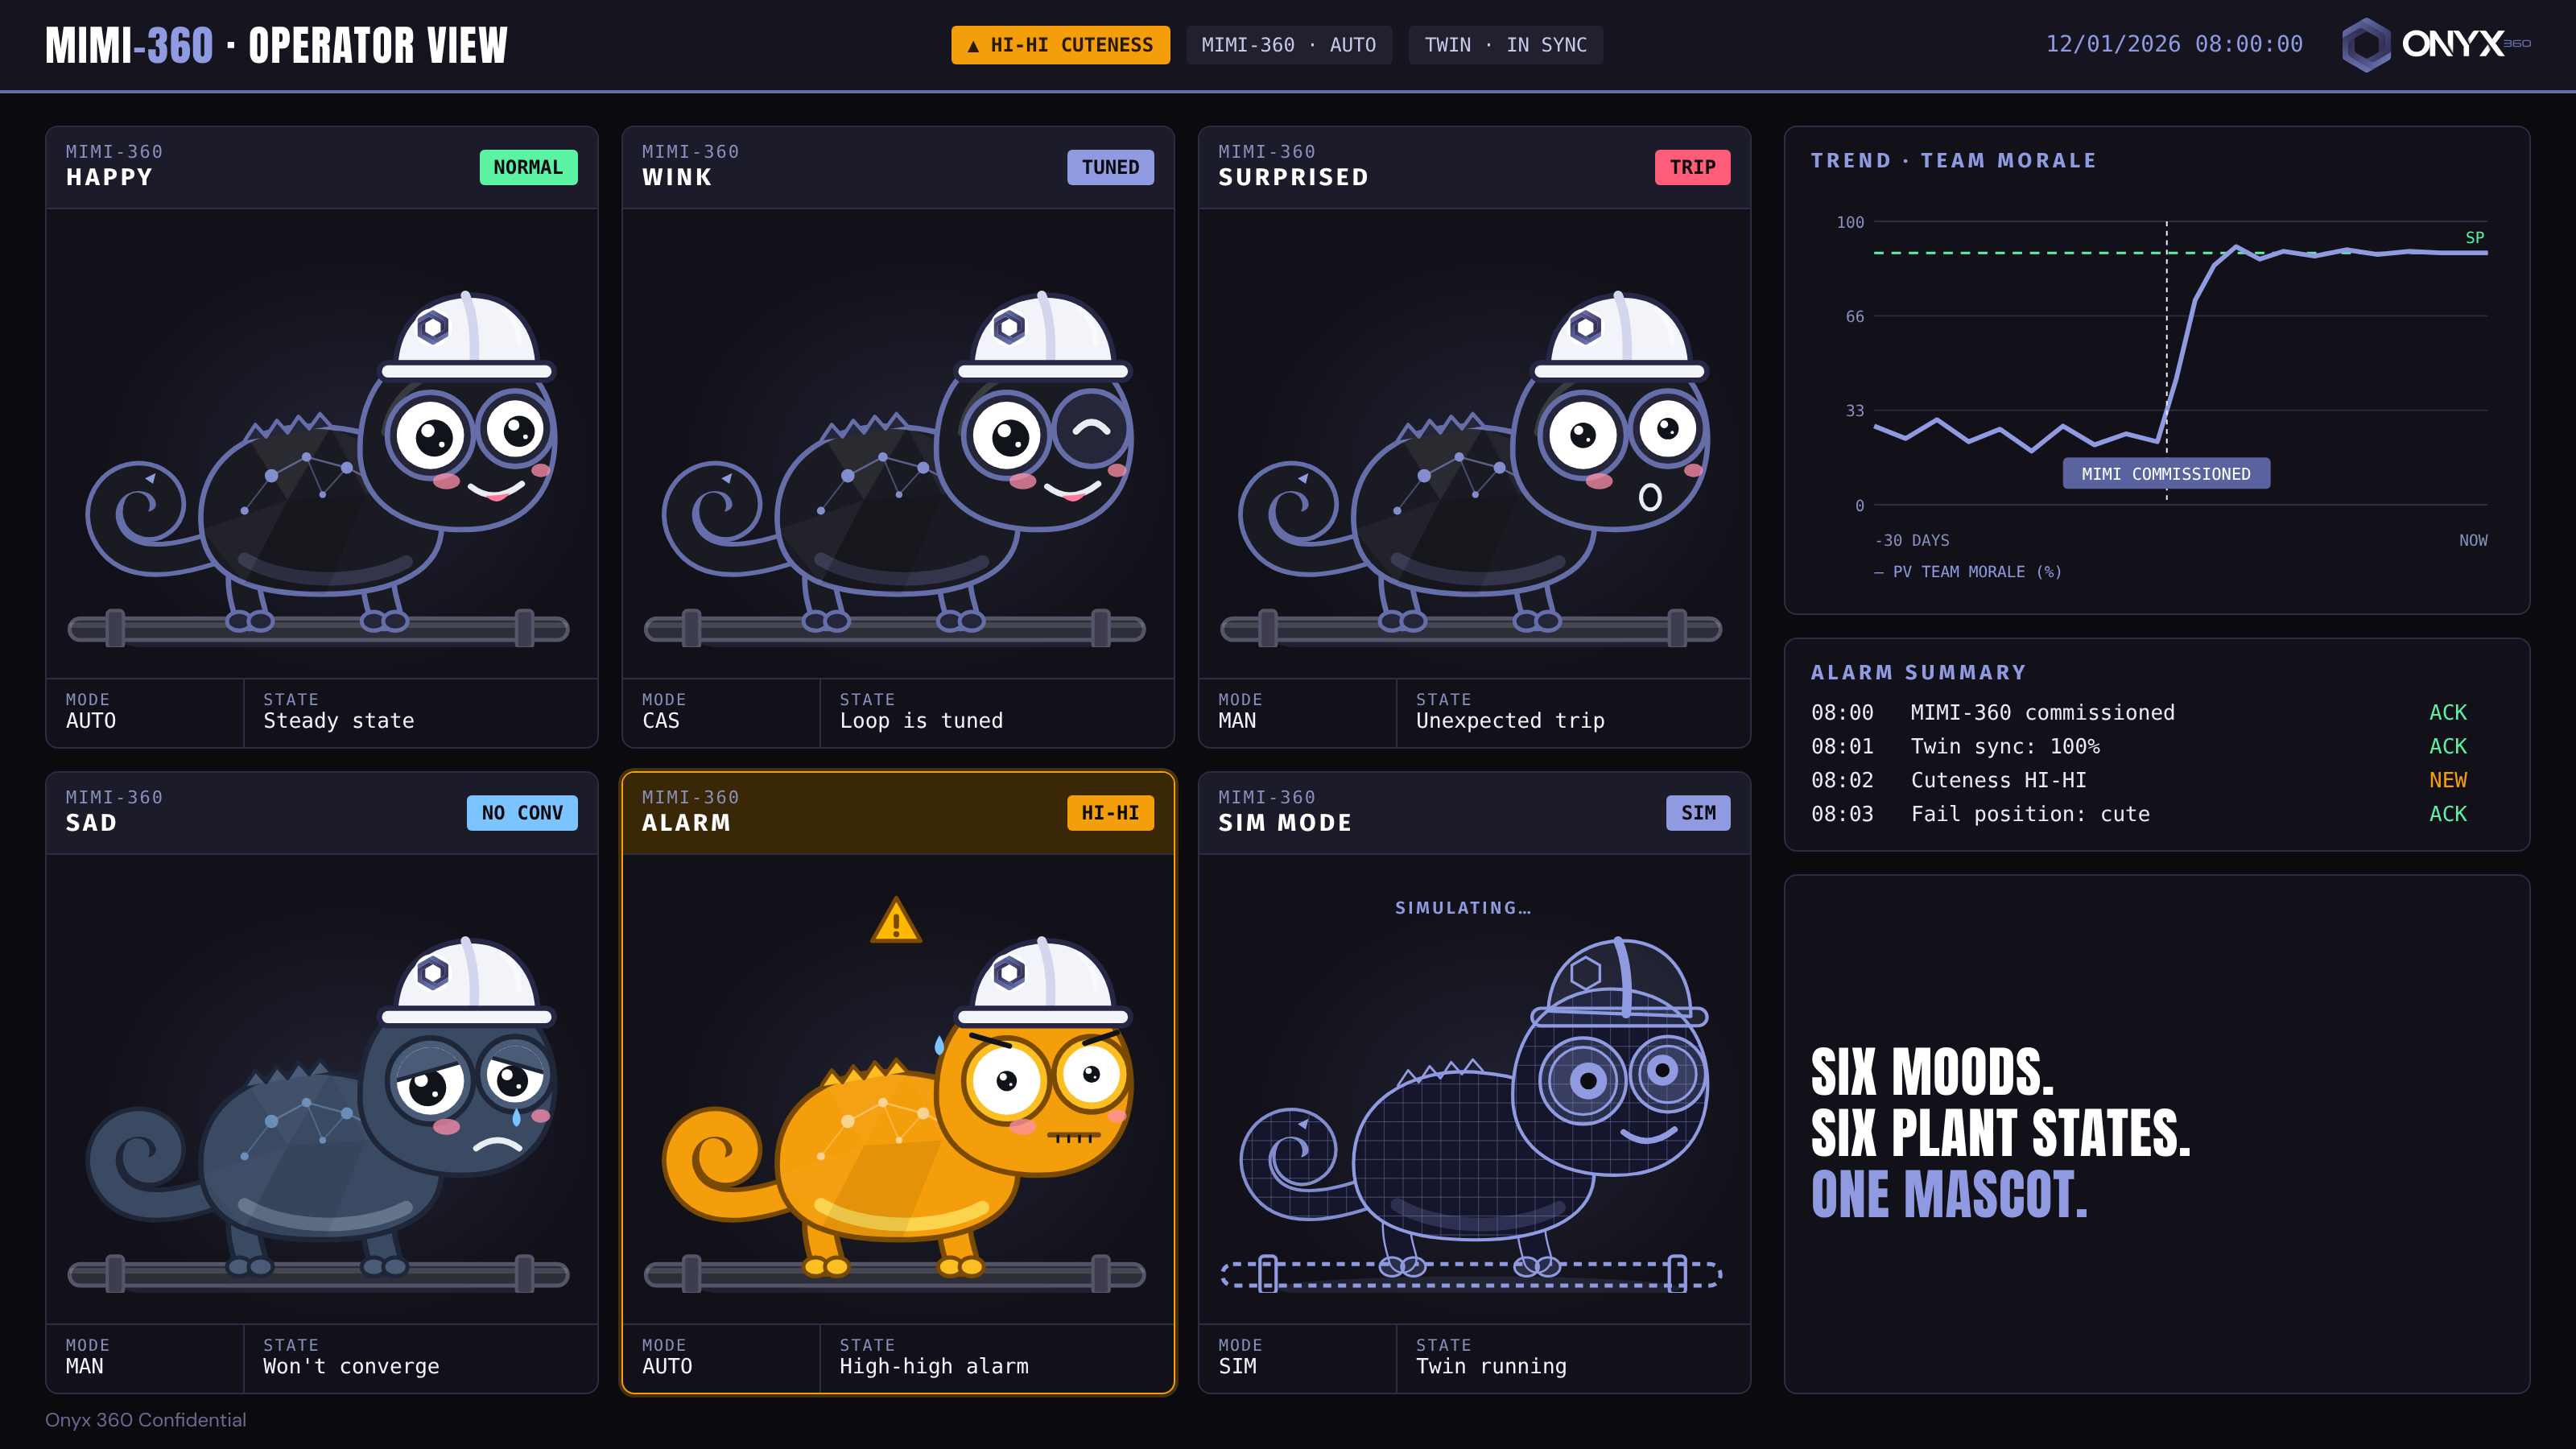 MIMI-360 · OPERATOR VIEW
▲ HI-HI CUTENESS
MIMI-360 · AUTO
TWIN · IN SYNC
12/01/2026 08:00:00
ONYX360
MIMI-360
HAPPY
NORMAL
MODE
AUTO
STATE
Steady state
MIMI-360
WINK
TUNED
MODE
CAS
STATE
Loop is tuned
MIMI-360
SURPRISED
TRIP
MODE
MAN
STATE
Unexpected trip
MIMI-360
SAD
NO CONV
MODE
MAN
STATE
Won't converge
MIMI-360
ALARM
HI-HI
MODE
AUTO
STATE
High-high alarm
MIMI-360
SIM MODE
SIM
SIMULATING…
MODE
SIM
STATE
Twin running
TREND · TEAM MORALE
100
SP
66
33
MIMI COMMISSIONED
0
-30 DAYS
NOW
— PV TEAM MORALE (%)
ALARM SUMMARY
08:00 MIMI-360 commissioned ACK
08:01 Twin sync: 100% ACK
08:02 Cuteness HI-HI NEW
08:03 Fail position: cute ACK
SIX MOODS.
SIX PLANT STATES.
ONE MASCOT.
Onyx 360 Confidential